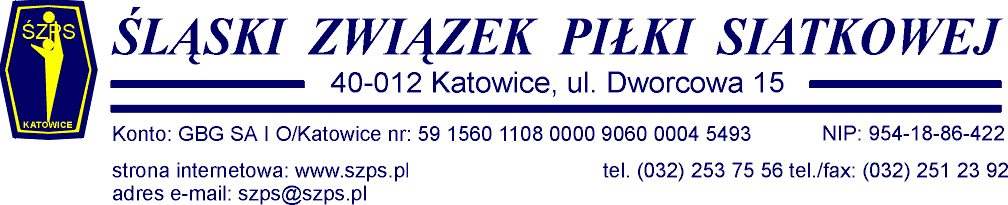 ŚZPS
KATOWICE
ŚLĄSKI ZWIĄZEK PIŁKI SIATKOWEJ
40-012 Katowice, ul. Dworcowa 15
Konto: GBG SA I O/Katowice nr: 59 1560 1108 0000 9060 0004 5493 NIP: 954-18-86-422
strona internetowa: www.szps.pl tel. (032) 253 75 56 tel./fax: (032) 251 23 92
adres e-mail: szps@szps.pl